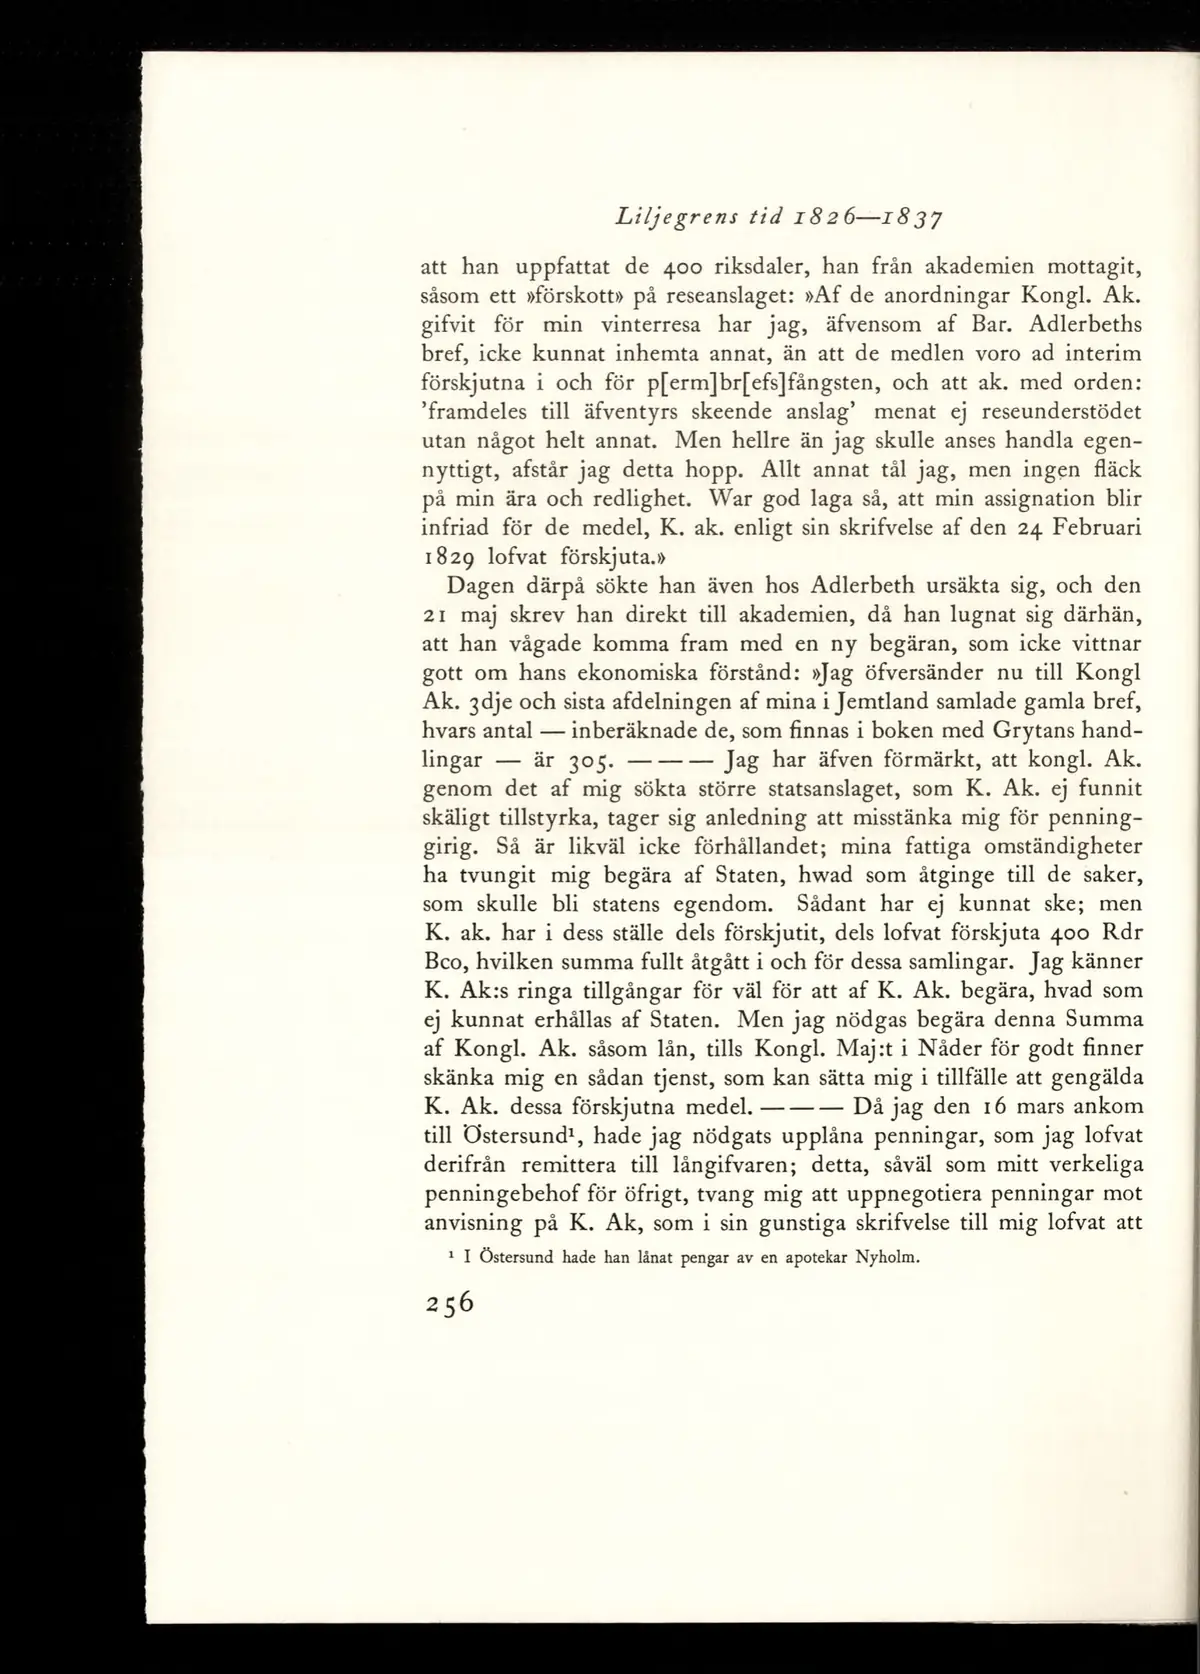 Liljegrens tid 1826—1837
att han uppfattat de 400 riksdaler, han från akademien mottagit,
såsom ett »förskott» på reseanslaget: »Af de anordningar Kongl. Ak.
gifvit för min vinterresa har jag, äfvensom af Bar. Adlerbeths
bref, icke kunnat inhemta annat, än att de medlen voro ad interim
förskjutna i och för p[erm]br[efs]fångsten, och att ak. med orden:
’framdeles till äfventyrs skeende anslag’ menat ej reseunderstödet
utan något helt annat. Men hellre än jag skulle anses handla egen-
nyttigt, afstår jag detta hopp. Allt annat tål jag, men ingen fläck
på min ära och redlighet. War god laga så, att min assignation blir
infriad för de medel, K. ak. enligt sin skrifvelse af den 24 Februari
1829 lofvat förskjuta.»
Dagen därpå sökte han även hos Adlerbeth ursäkta sig, och den
21 maj skrev han direkt till akademien, då han lugnat sig därhän,
att han vågade komma fram med en ny begäran, som icke vittnar
gott om hans ekonomiska förstånd: »Jag öfversänder nu till Kongl
Ak. 3dje och sista afdelningen af mina i Jemtland samlade gamla bref,
hvars antal — inberäknade de, som finnas i boken med Grytans hand-
lingar — är 305. — — — Jag har äfven förmärkt, att kongl. Ak.
genom det af mig sökta större statsanslaget, som K. Ak. ej funnit
skäligt tillstyrka, tager sig anledning att misstänka mig för penning-
girig. Så är likväl icke förhållandet; mina fattiga omständigheter
ha tvungit mig begära af Staten, hwad som åtginge till de saker,
som skulle bli statens egendom. Sådant har ej kunnat ske; men
K. ak. har i dess ställe dels förskjutit, dels lofvat förskjuta 400 Rdr
Bco, hvilken summa fullt åtgått i och för dessa samlingar. Jag känner
K. Ak:s ringa tillgångar för väl för att af K. Ak. begära, hvad som
ej kunnat erhållas af Staten. Men jag nödgas begära denna Summa
af Kongl. Ak. såsom lån, tills Kongl. Maj:t i Nåder för godt finner
skänka mig en sådan tjenst, som kan sätta mig i tillfälle att gengälda
K. Ak. dessa förskjutna medel. — — — Då jag den 16 mars ankom
till Östersund¹, hade jag nödgats upplåna penningar, som jag lofvat
derifrån remittera till långifvaren; detta, såväl som mitt verkeliga
penningebehof för öfrigt, tvang mig att uppnegotiera penningar mot
anvisning på K. Ak, som i sin gunstiga skrifvelse till mig lofvat att
¹ I Östersund hade han lånat pengar av en apotekar Nyholm.
256